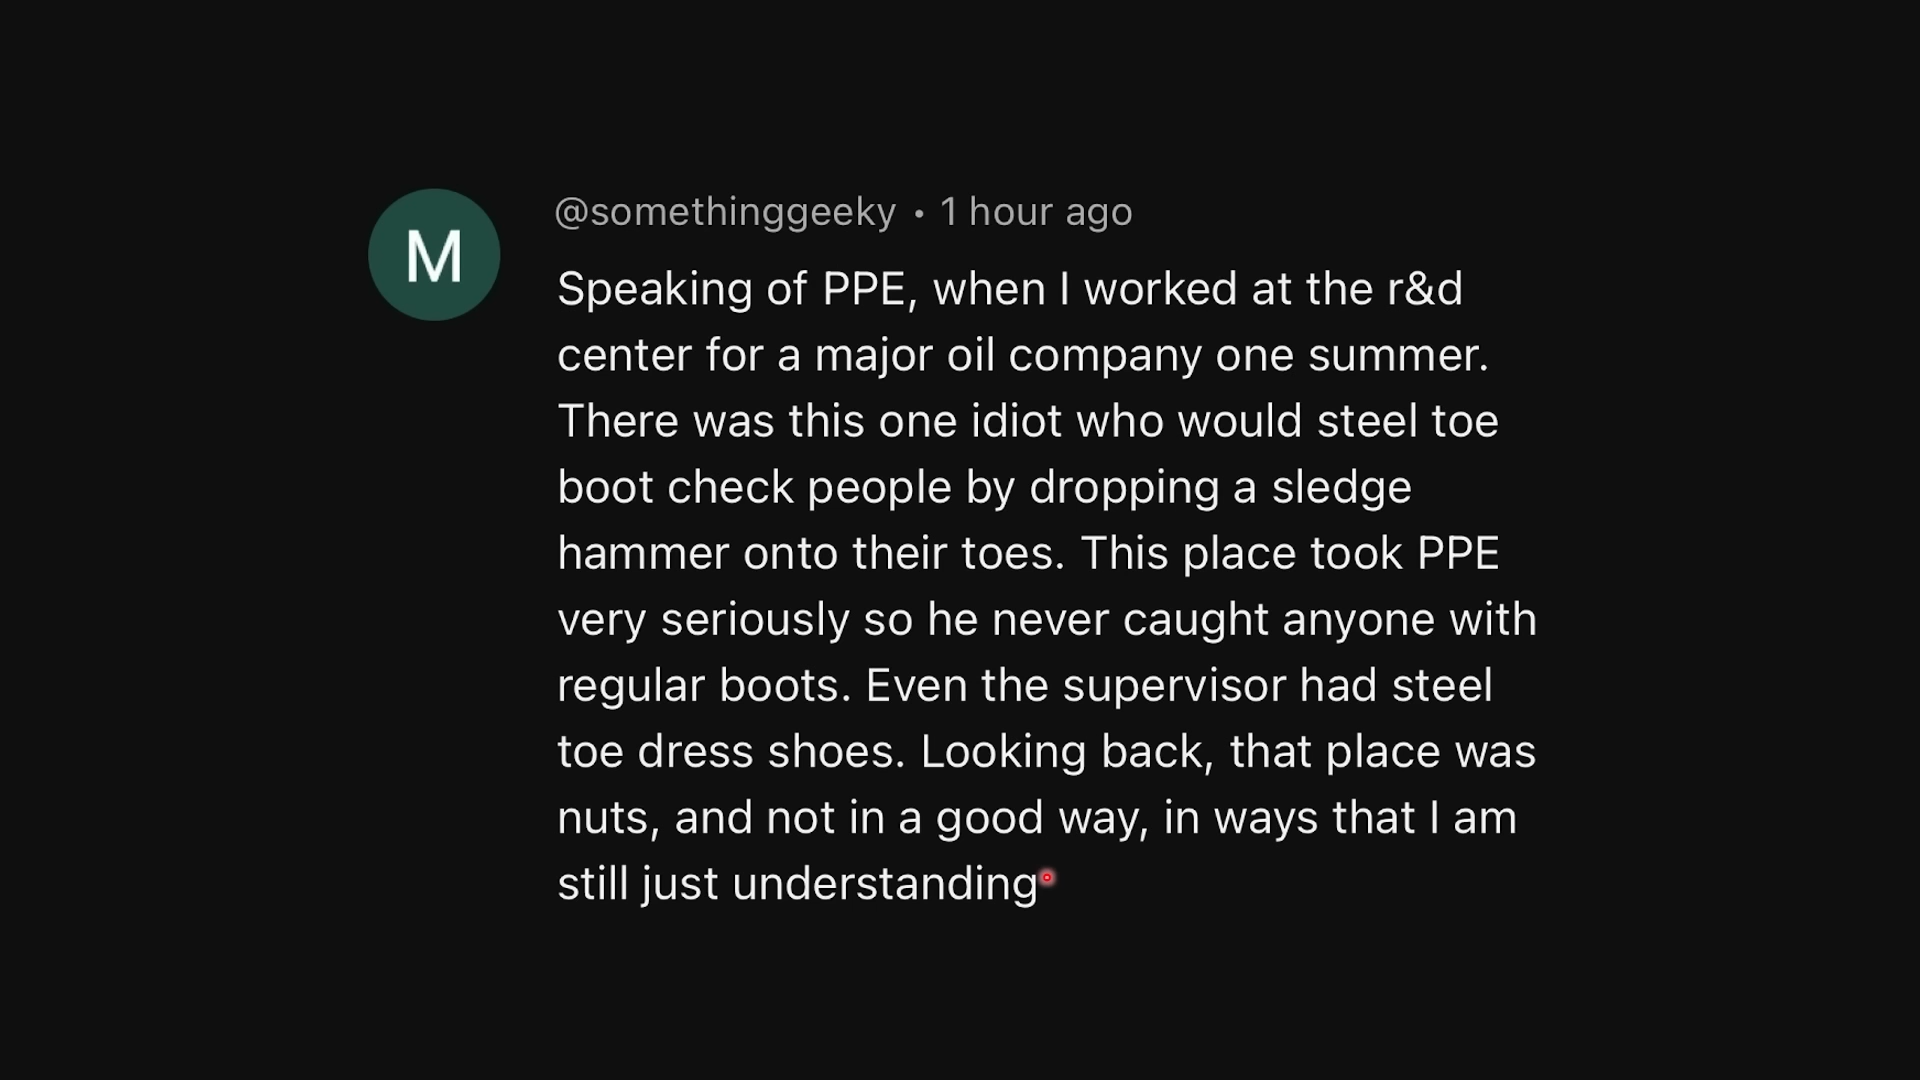 M
@somethinggeeky • 1 hour ago
Speaking of PPE, when I worked at the r&d
center for a major oil company one summer.
There was this one idiot who would steel toe
boot check people by dropping a sledge
hammer onto their toes. This place took PPE
very seriously so he never caught anyone with
regular boots. Even the supervisor had steel
toe dress shoes. Looking back, that place was
nuts, and not in a good way, in ways that I am
still just understanding